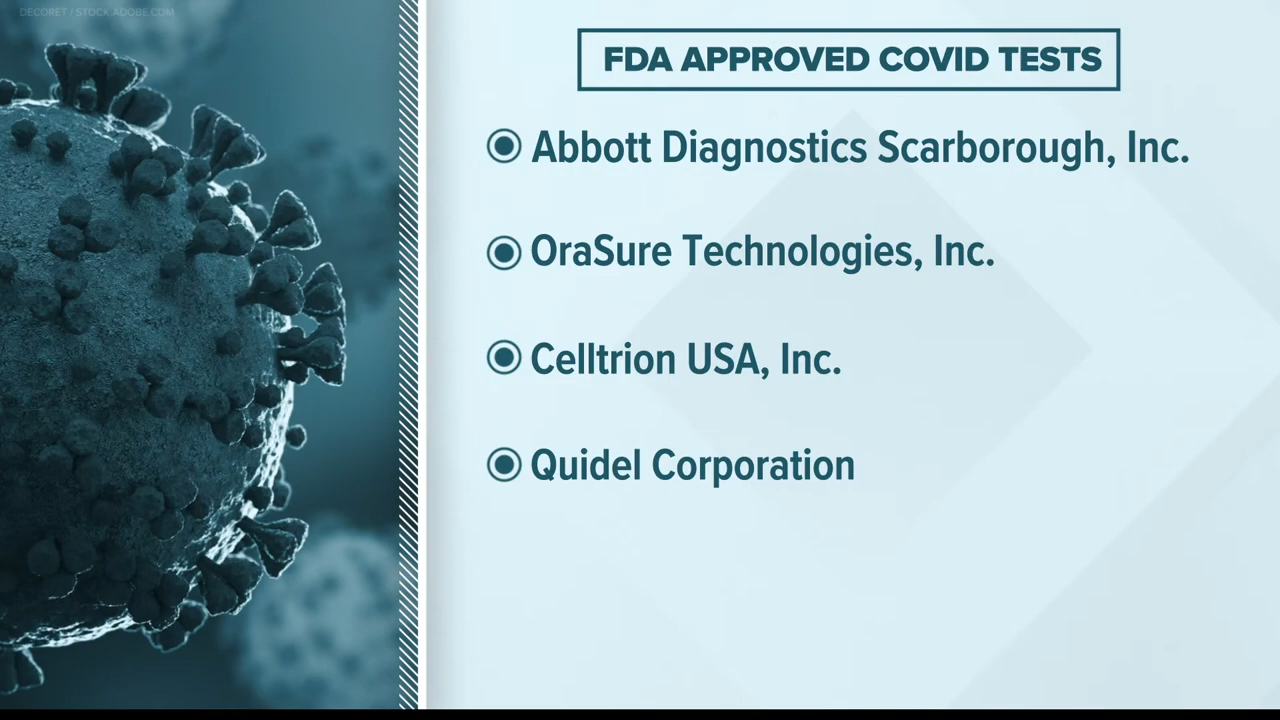 DECORET / STOCK.ADOBE.COM
FDA APPROVED COVID TESTS
Abbott Diagnostics Scarborough, Inc.
OraSure Technologies, Inc.
Celltrion USA, Inc.
Quidel Corporation